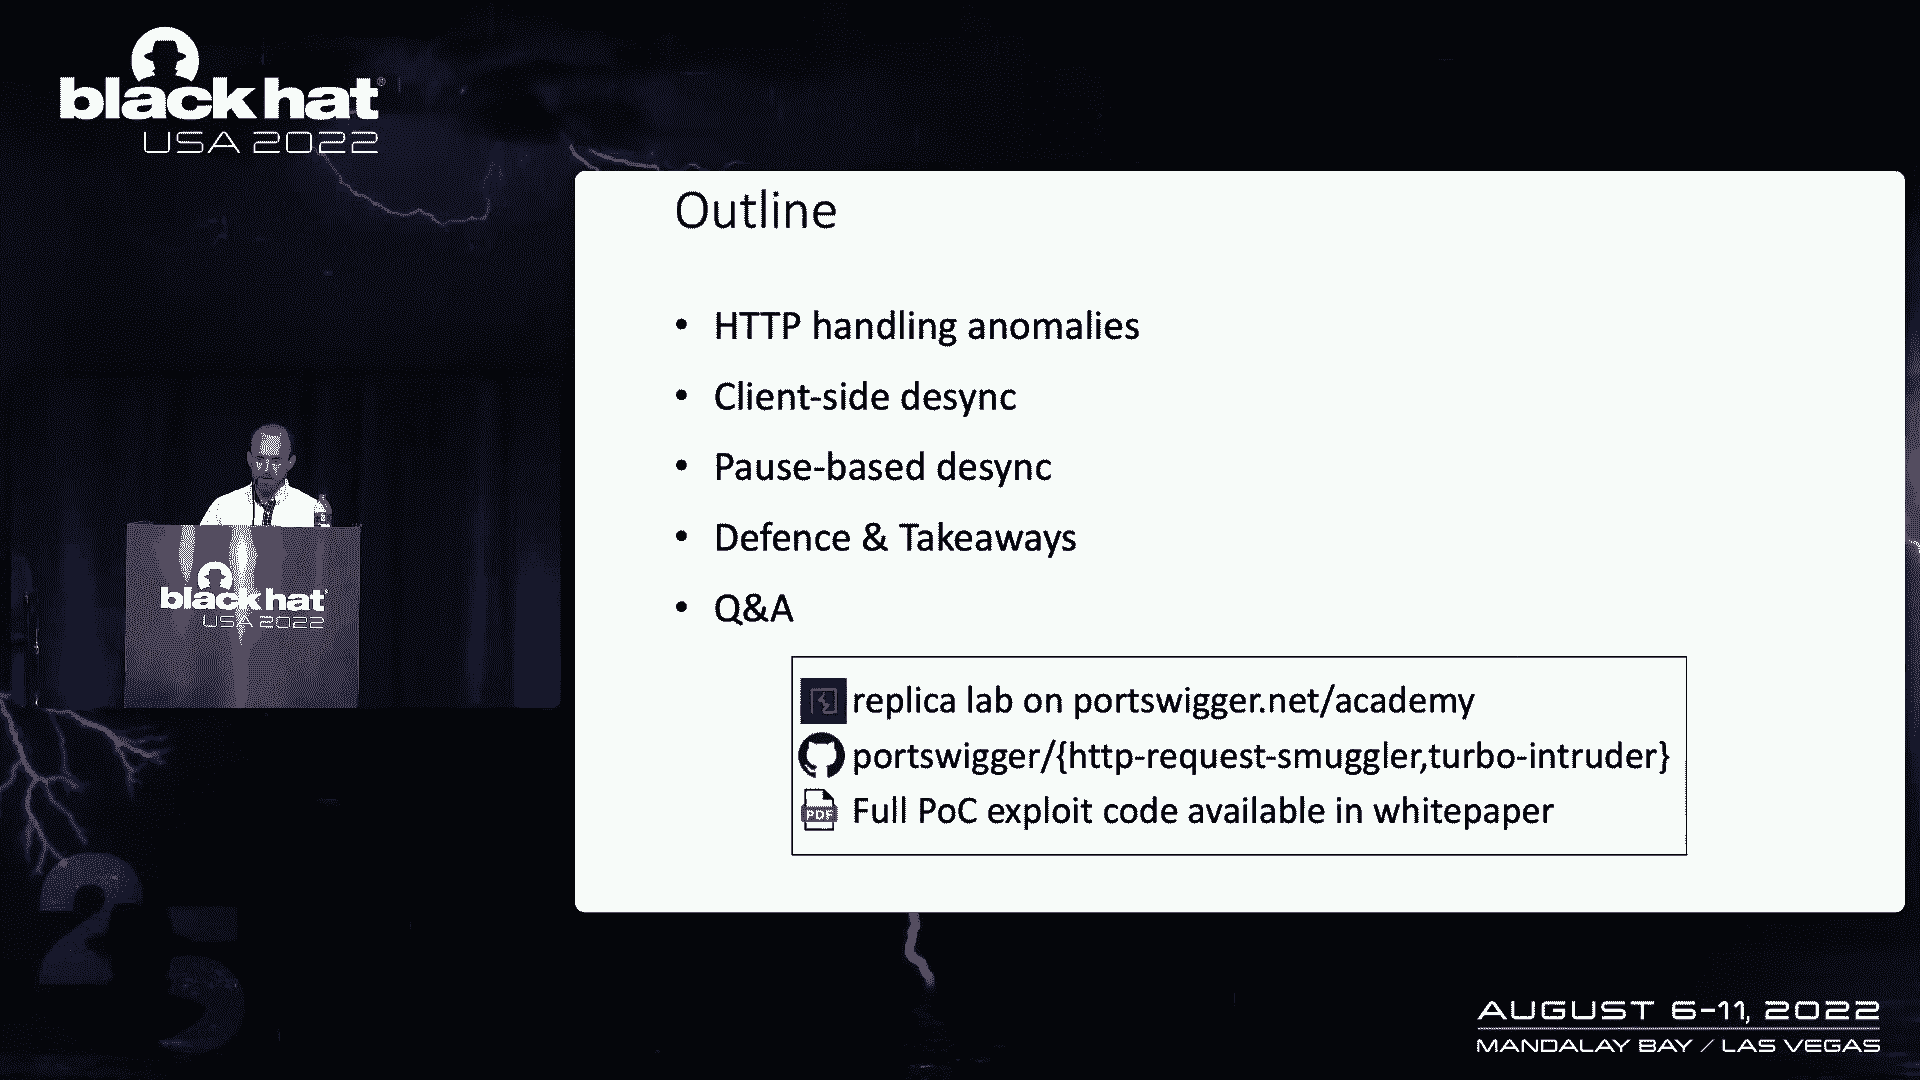 black hat
USA 2022
Outline
• HTTP handling anomalies
• Client-side desync
• Pause-based desync
• Defence & Takeaways
• Q&A
replica lab on portswigger.net/academy
portswigger/{http-request-smuggler,turbo-intruder}
PDF Full PoC exploit code available in whitepaper
black hat
USA 2022
25
AUGUST 6-11, 2022
MANDALAY BAY / LAS VEGAS